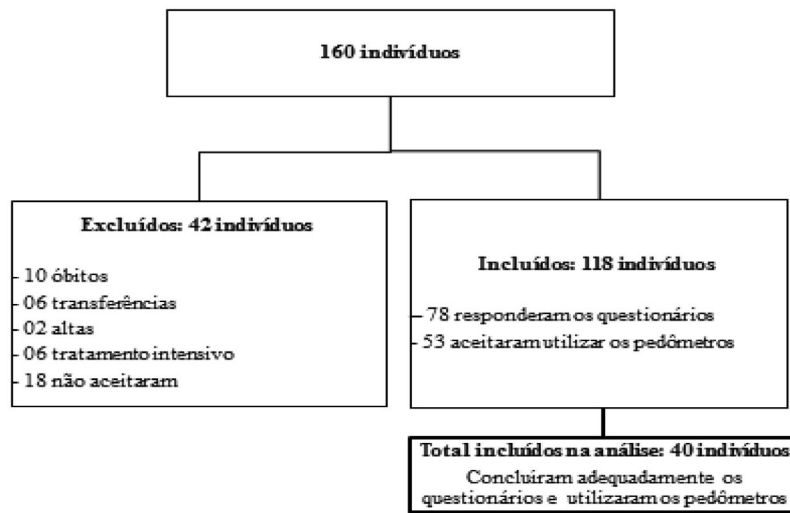 160 indivíduos
Excluídos: 42 indivíduos
- 10 óbitos
- 06 transferências
- 02 altas
- 06 tratamento intensivo
- 18 não aceitaram
Incluídos: 118 indivíduos
- 78 responderam os questionários
- 53 aceitaram utilizar os pedômetros
Total incluídos na análise: 40 indivíduos
Concluíram adequadamente os
questionários e utilizaram os pedômetros